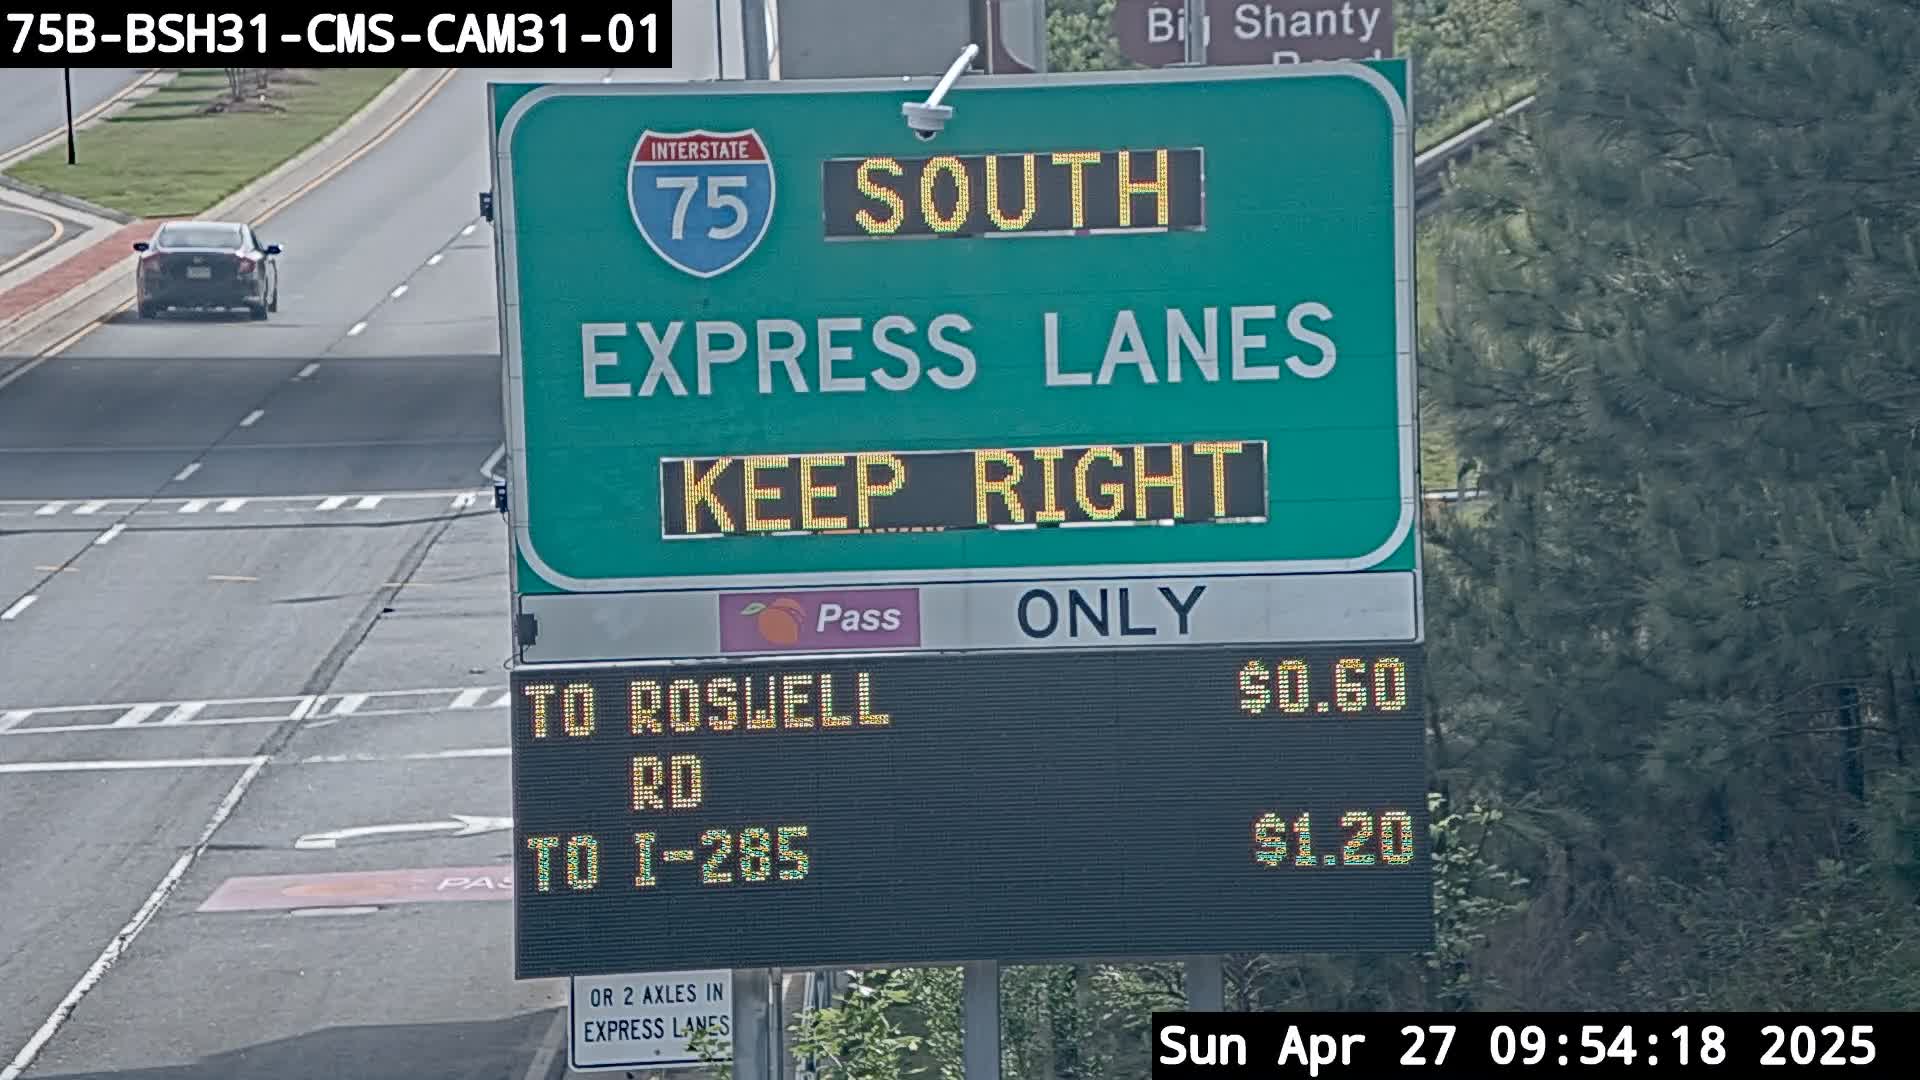 75B-BSH31-CMS-CAM31-01
Big Shanty
Road
INTERSTATE
75
SOUTH
EXPRESS LANES
KEEP RIGHT
Pass
ONLY
TO ROSWELL $0.60
RD
TO I-285 $1.20
PAS
OR 2 AXLES IN
EXPRESS LANES
Sun Apr 27 09:54:18 2025